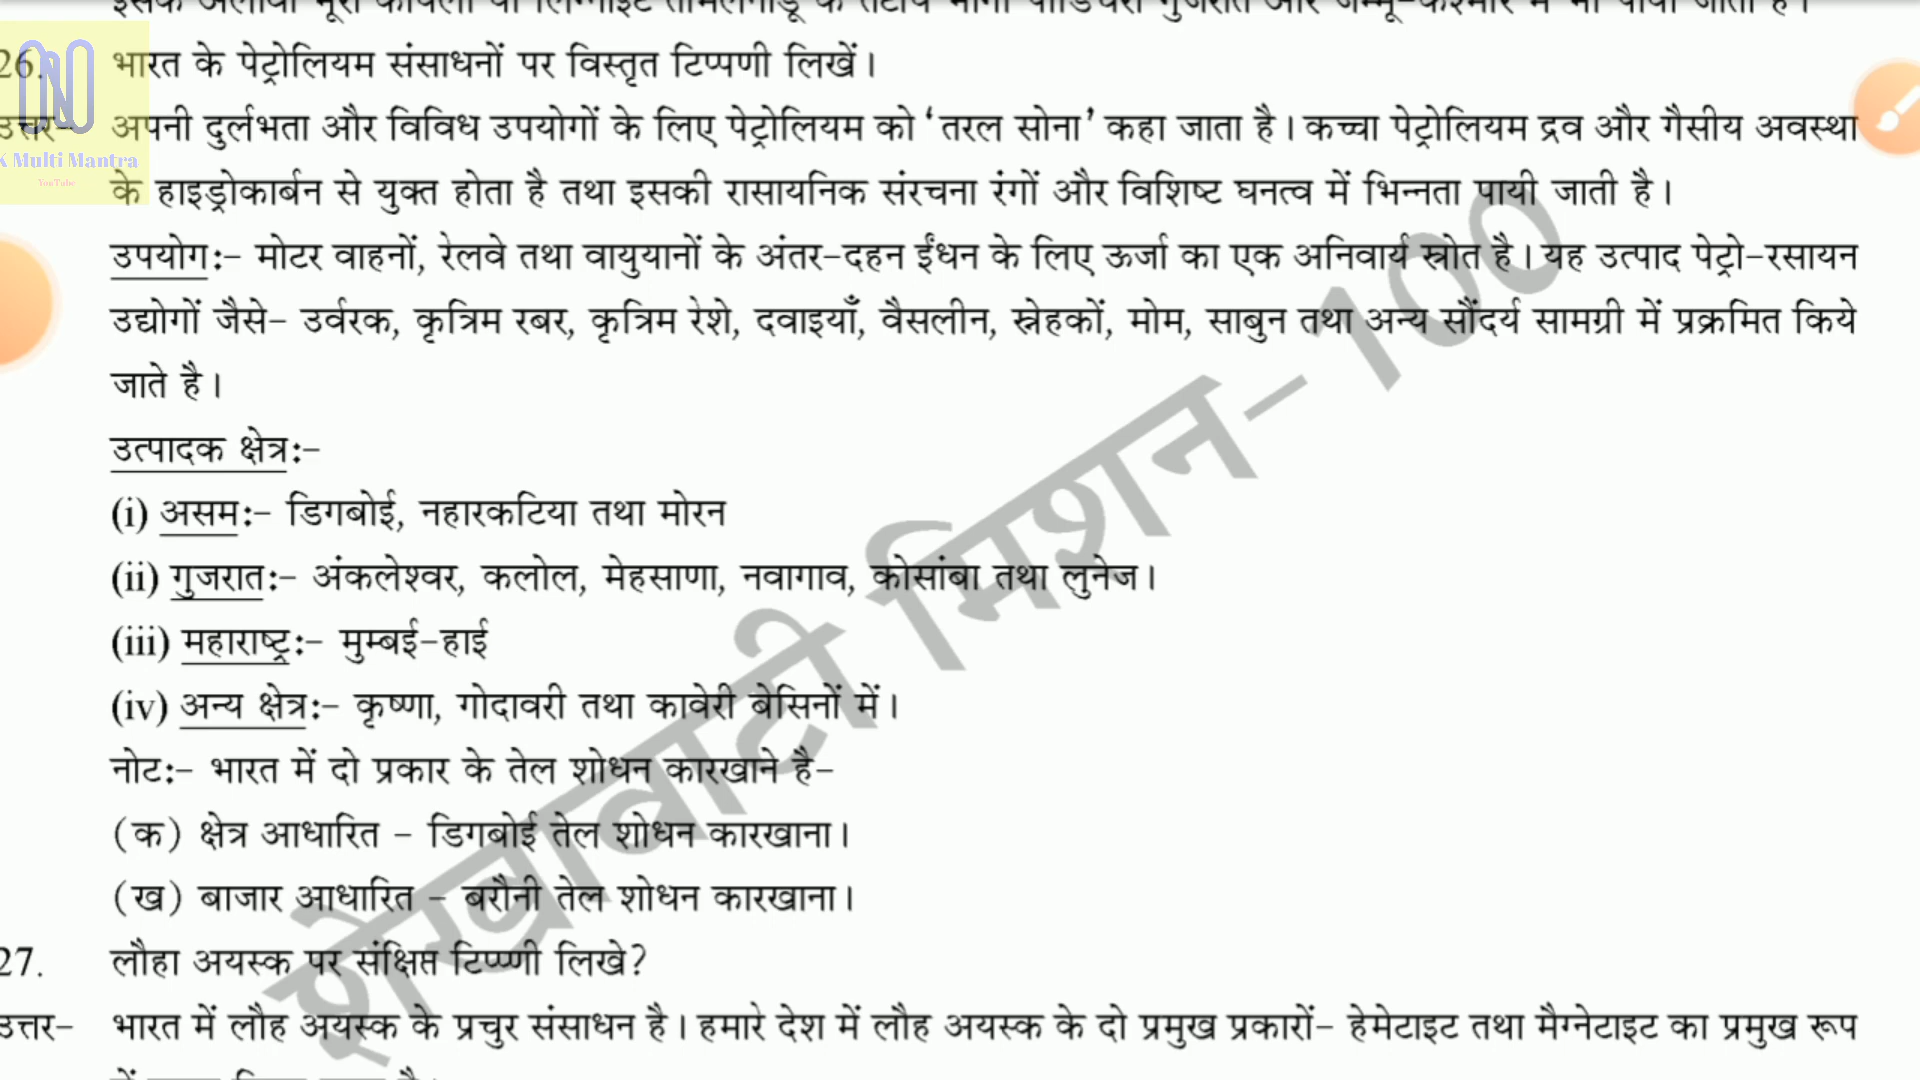 26. भारत के पेट्रोलियम संसाधनों पर विस्तृत टिप्पणी लिखें।
उत्तर- अपनी दुर्लभता और विविध उपयोगों के लिए पेट्रोलियम को ‘तरल सोना’ कहा जाता है। कच्चा पेट्रोलियम द्रव और गैसीय अवस्था
K Multi Mantra
YouTube
के हाइड्रोकार्बन से युक्त होता है तथा इसकी रासायनिक संरचना रंगों और विशिष्ट घनत्व में भिन्नता पायी जाती है।
उपयोगः- मोटर वाहनों, रेलवे तथा वायुयानों के अंतर-दहन ईंधन के लिए ऊर्जा का एक अनिवार्य स्रोत है। यह उत्पाद पेट्रो-रसायन
उद्योगों जैसे- उर्वरक, कृत्रिम रबर, कृत्रिम रेशे, दवाइयाँ, वैसलीन, स्नेहकों, मोम, साबुन तथा अन्य सौंदर्य सामग्री में प्रक्रमित किये
जाते है।
उत्पादक क्षेत्रः-
(i) असमः- डिगबोई, नहारकटिया तथा मोरन
(ii) गुजरातः- अंकलेश्वर, कलोल, मेहसाणा, नवागाव, कोसांबा तथा लुनेज।
(iii) महाराष्ट्रः- मुम्बई-हाई
(iv) अन्य क्षेत्रः- कृष्णा, गोदावरी तथा कावेरी बेसिनों में।
नोटः- भारत में दो प्रकार के तेल शोधन कारखाने है-
(क) क्षेत्र आधारित - डिगबोई तेल शोधन कारखाना।
(ख) बाजार आधारित - बरौनी तेल शोधन कारखाना।
27. लौहा अयस्क पर संक्षिप्त टिप्प्णी लिखे?
उत्तर- भारत में लौह अयस्क के प्रचुर संसाधन है। हमारे देश में लौह अयस्क के दो प्रमुख प्रकारों- हेमेटाइट तथा मैग्नेटाइट का प्रमुख रूप
शेखाबाटी मिशन-100